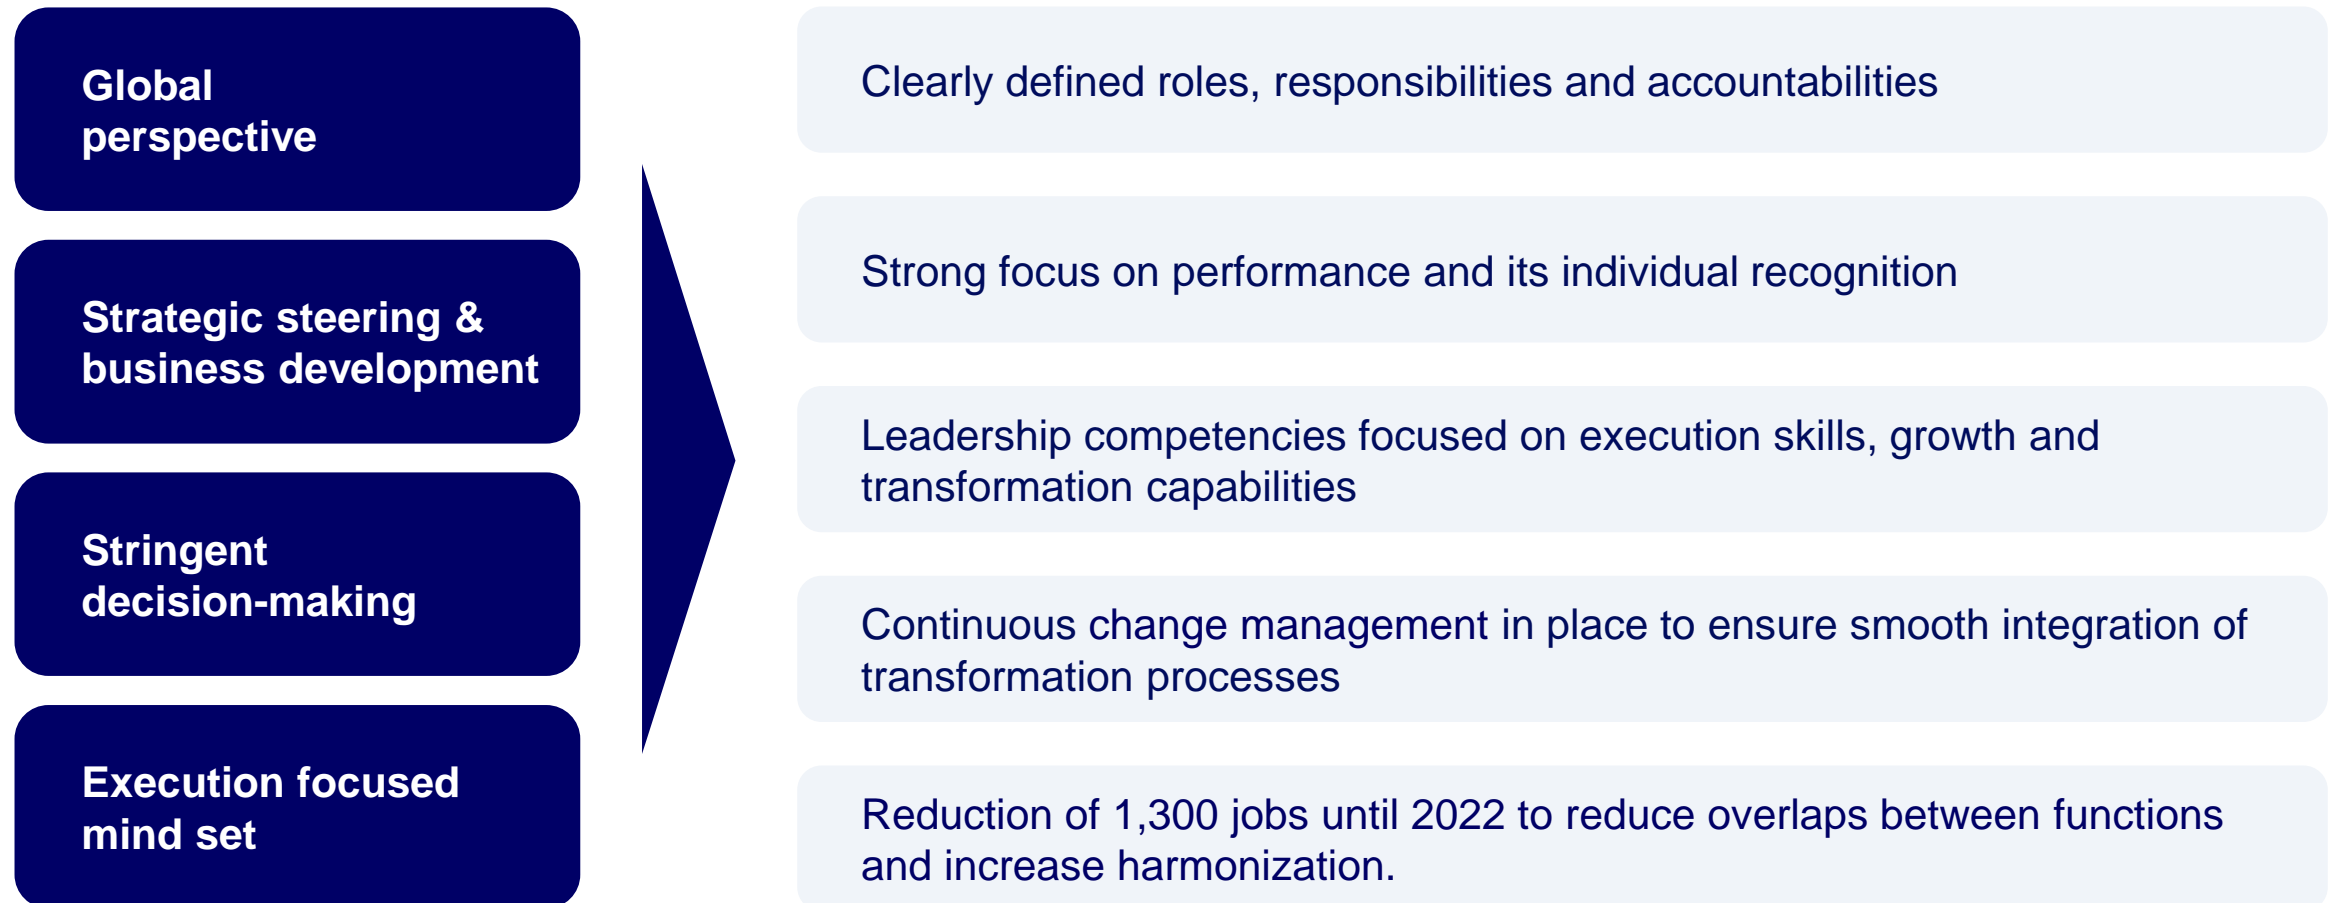 Global
perspective
Strategic steering &
business development
Stringent
decision-making
Execution focused
mind set
Clearly defined roles, responsibilities and accountabilities
Strong focus on performance and its individual recognition
Leadership competencies focused on execution skills, growth and
transformation capabilities
Continuous change management in place to ensure smooth integration of
transformation processes
Reduction of 1,300 jobs until 2022 to reduce overlaps between functions
and increase harmonization.